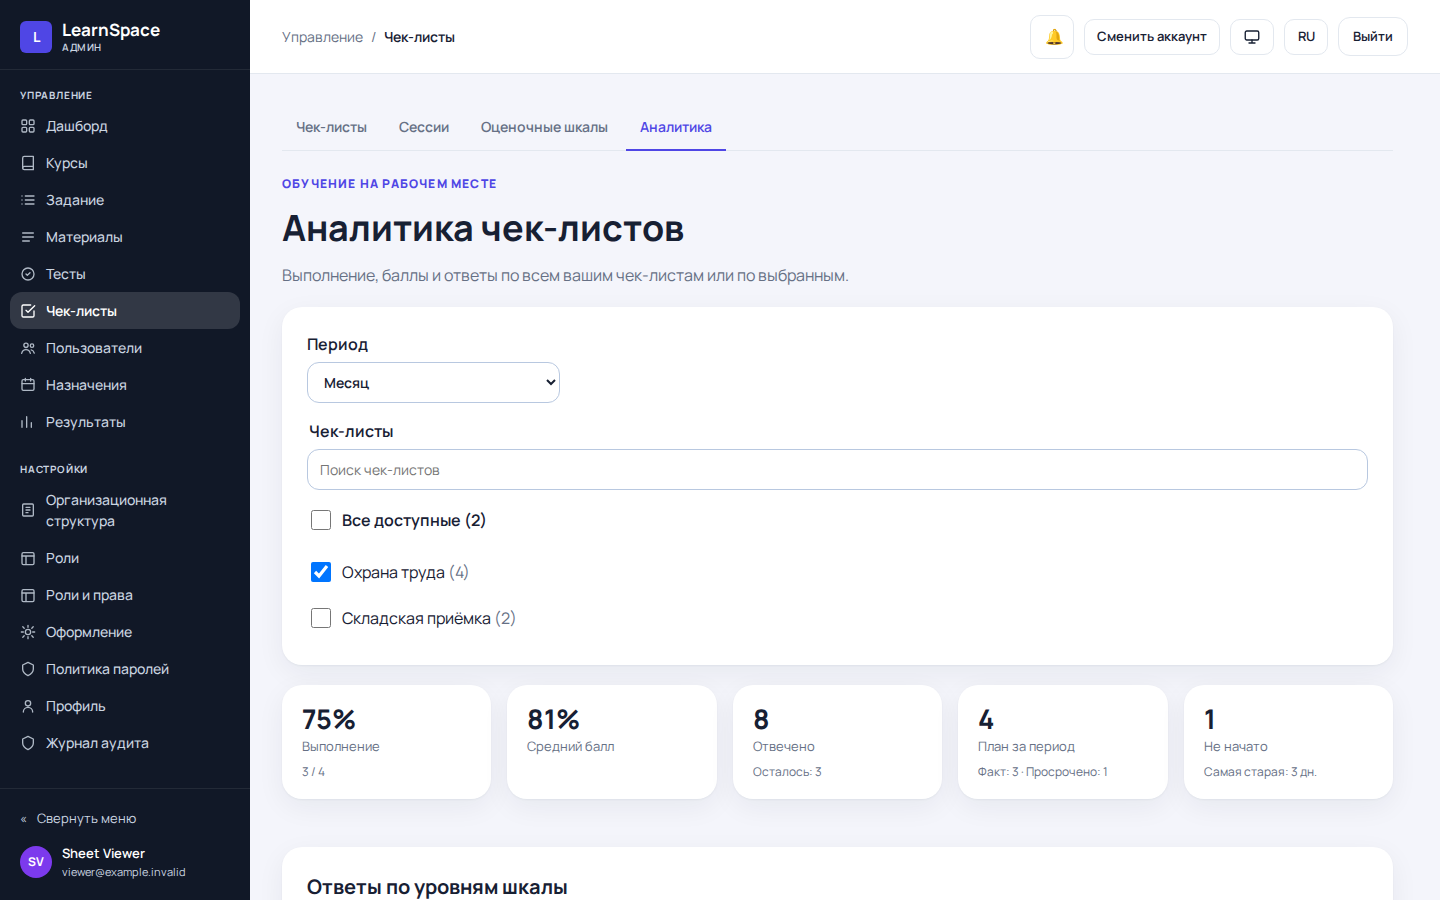 L
LearnSpace
АДМИН
УПРАВЛЕНИЕ
Дашборд
Курсы
Задание
Материалы
Тесты
Чек-листы
Пользователи
Назначения
Результаты
НАСТРОЙКИ
Организационная
структура
Роли
Роли и права
Оформление
Политика паролей
Профиль
Журнал аудита
« Свернуть меню
SV
Sheet Viewer
viewer@example.invalid
Управление / Чек-листы
Сменить аккаунт
RU
Выйти
Чек-листы
Сессии
Оценочные шкалы
Аналитика
ОБУЧЕНИЕ НА РАБОЧЕМ МЕСТЕ
Аналитика чек-листов
Выполнение, баллы и ответы по всем вашим чек-листам или по выбранным.
Период
Месяц
Чек-листы
Поиск чек-листов
Все доступные (2)
Охрана труда (4)
Складская приёмка (2)
75%
Выполнение
3 / 4
81%
Средний балл
8
Отвечено
Осталось: 3
4
План за период
Факт: 3 · Просрочено: 1
1
Не начато
Самая старая: 3 дн.
Ответы по уровням шкалы